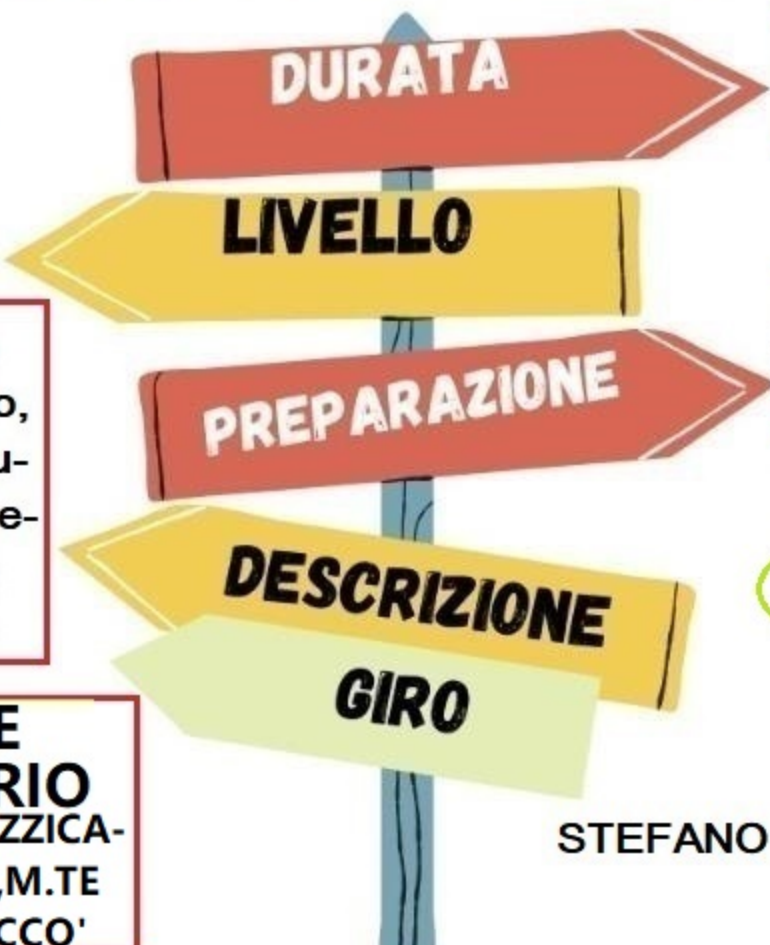 DURATA
LIVELLO
o,
u-
PREPARAZIONE
e-
DESCRIZIONE
GIRO
E
RIO
ZZICA-
STEFANO
,M.TE
CCO'